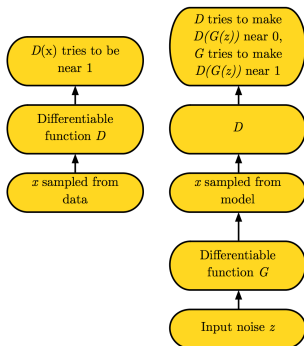 D(x) tries to be
near 1
Differentiable
function D
x sampled from
data
D tries to make
D(G(z)) near 0,
G tries to make
D(G(z)) near 1
D
x sampled from
model
Differentiable
function G
Input noise z